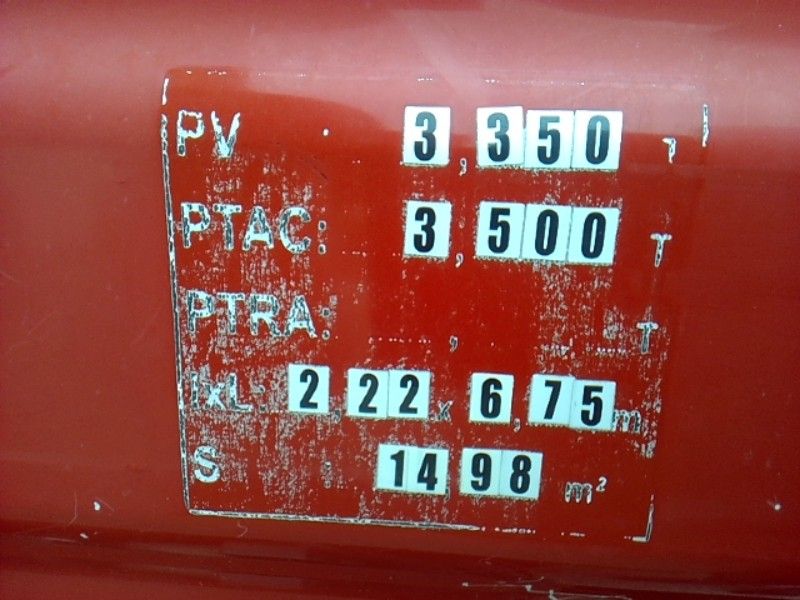 PV 3,350 T
PTAC: 3,500 T
PTRA: , T
lxL: 2,22 x 6,75 m
S : 14,98 m²